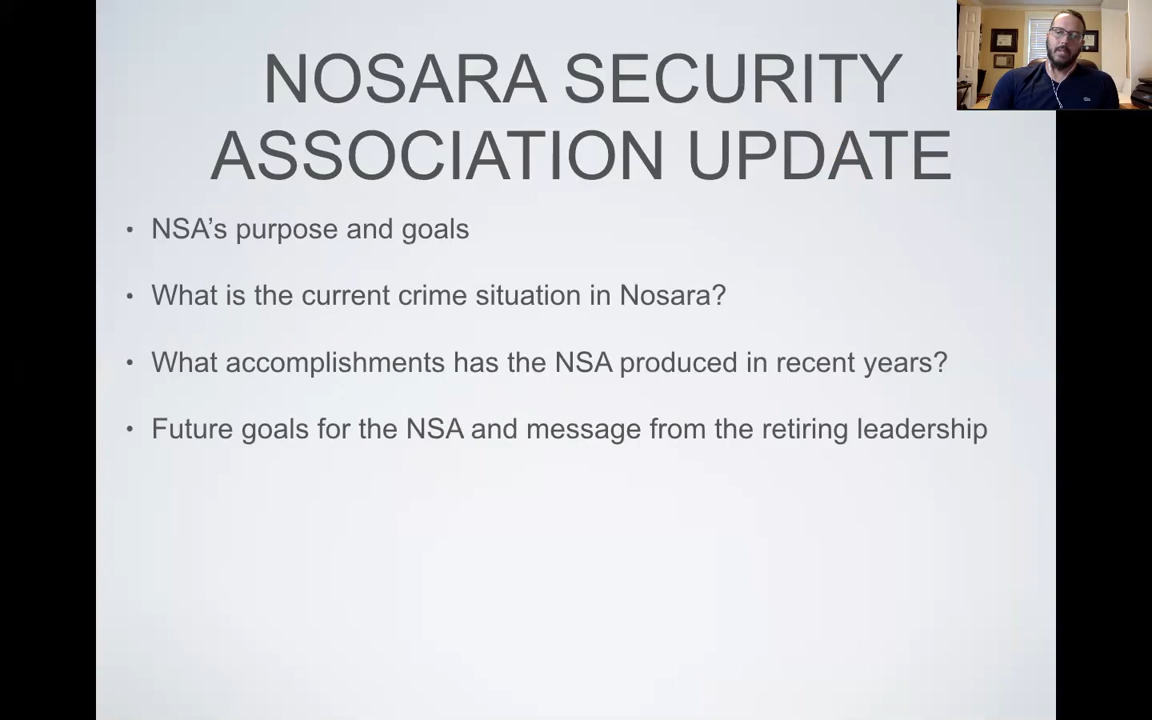 NOSARA SECURITY
ASSOCIATION UPDATE
• NSA’s purpose and goals
• What is the current crime situation in Nosara?
• What accomplishments has the NSA produced in recent years?
• Future goals for the NSA and message from the retiring leadership